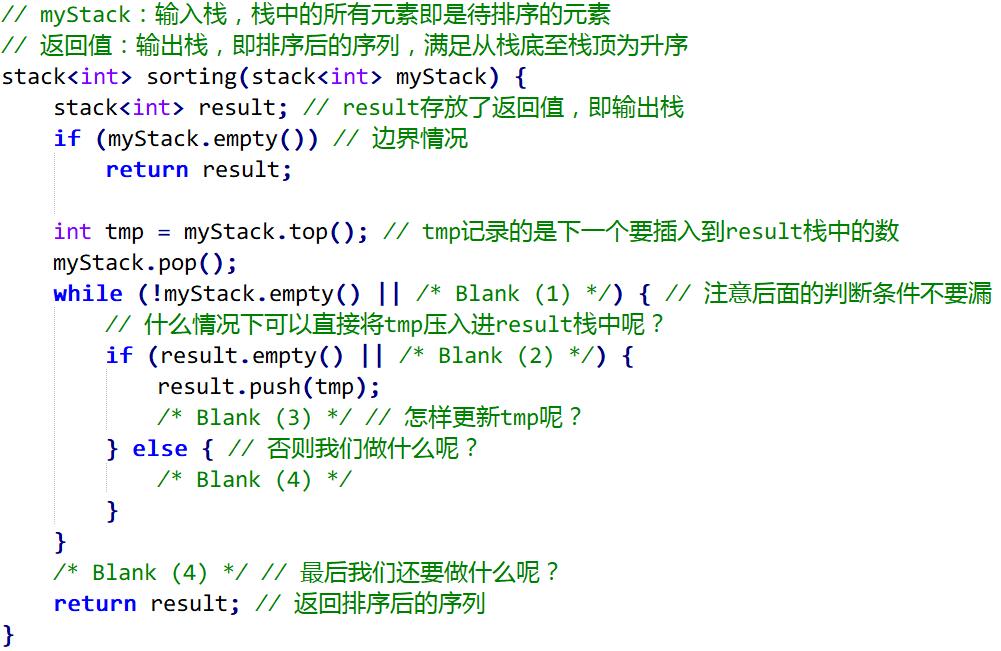 // myStack：输入栈，栈中的所有元素即是待排序的元素
// 返回值：输出栈，即排序后的序列，满足从栈底至栈顶为升序
stack<int> sorting(stack<int> myStack) {
    stack<int> result; // result存放了返回值，即输出栈
    if (myStack.empty()) // 边界情况
        return result;

    int tmp = myStack.top(); // tmp记录的是下一个要插入到result栈中的数
    myStack.pop();
    while (!myStack.empty() || /* Blank (1) */) { // 注意后面的判断条件不要漏
        // 什么情况下可以直接将tmp压入进result栈中呢？
        if (result.empty() || /* Blank (2) */) {
            result.push(tmp);
            /* Blank (3) */ // 怎样更新tmp呢？
        } else { // 否则我们做什么呢？
            /* Blank (4) */
        }
    }
    /* Blank (4) */ // 最后我们还要做什么呢？
    return result; // 返回排序后的序列
}